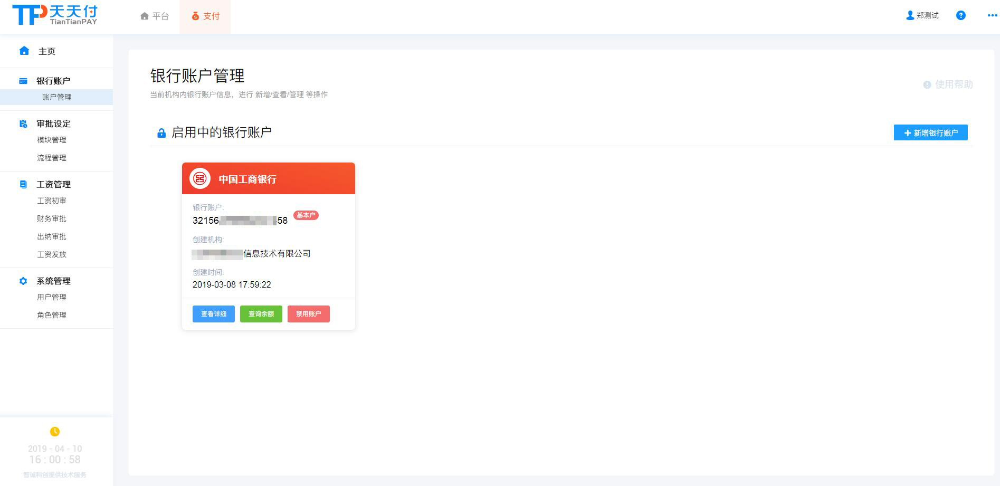 TP 天天付
TianTianPAY
平台
支付
郑测试
主页
银行账户
账户管理
审批设定
模块管理
流程管理
工资管理
工资初审
财务审批
出纳审批
工资发放
系统管理
用户管理
角色管理
2019 - 04 - 10
16 : 00 : 58
智诚科创提供技术服务
银行账户管理
当前机构内银行账户信息，进行 新增/查看/管理 等操作
使用帮助
启用中的银行账户
新增银行账户
中国工商银行
银行账户:
32156 58 基本户
创建机构:
信息技术有限公司
创建时间:
2019-03-08 17:59:22
查看详细 查询余额 禁用账户